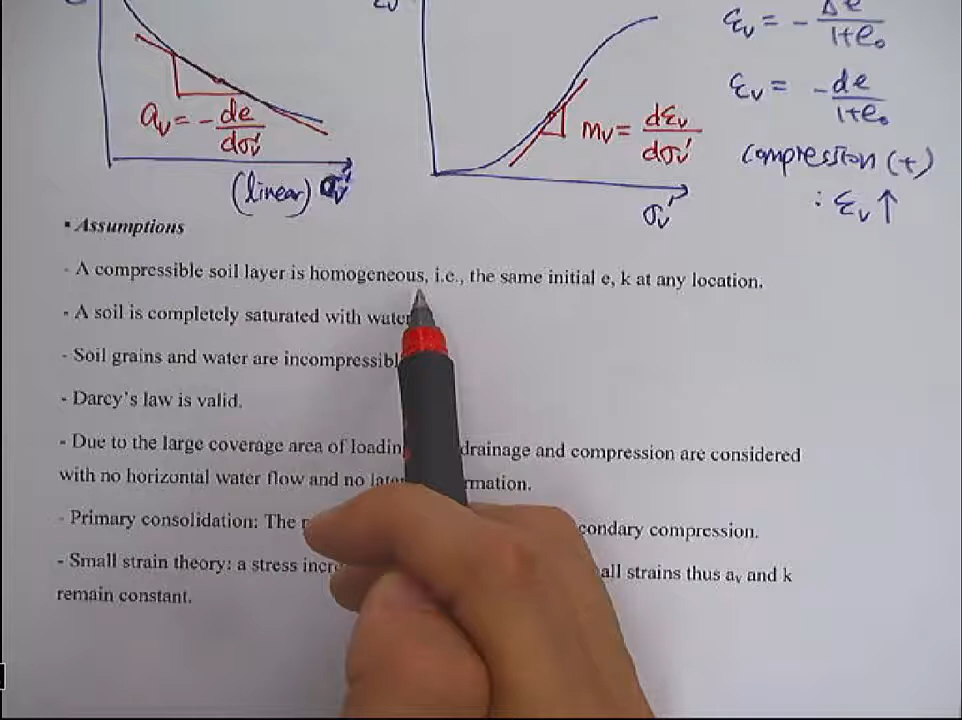 εv = - Δe / 1+e₀
εv = - de / 1+e₀
av = - de / dσv'
mv = dεv / dσv'
compression (+)
: εv ↑
(linear) σv'
σv'
▪ Assumptions
- A compressible soil layer is homogeneous, i.e., the same initial e, k at any location.
- A soil is completely saturated with water
- Soil grains and water are incompressibl
- Darcy's law is valid.
- Due to the large coverage area of loadin drainage and compression are considered
with no horizontal water flow and no rmation.
- Primary consolidation: The condary compression.
- Small strain theory: a stress incr all strains thus av and k
remain constant.